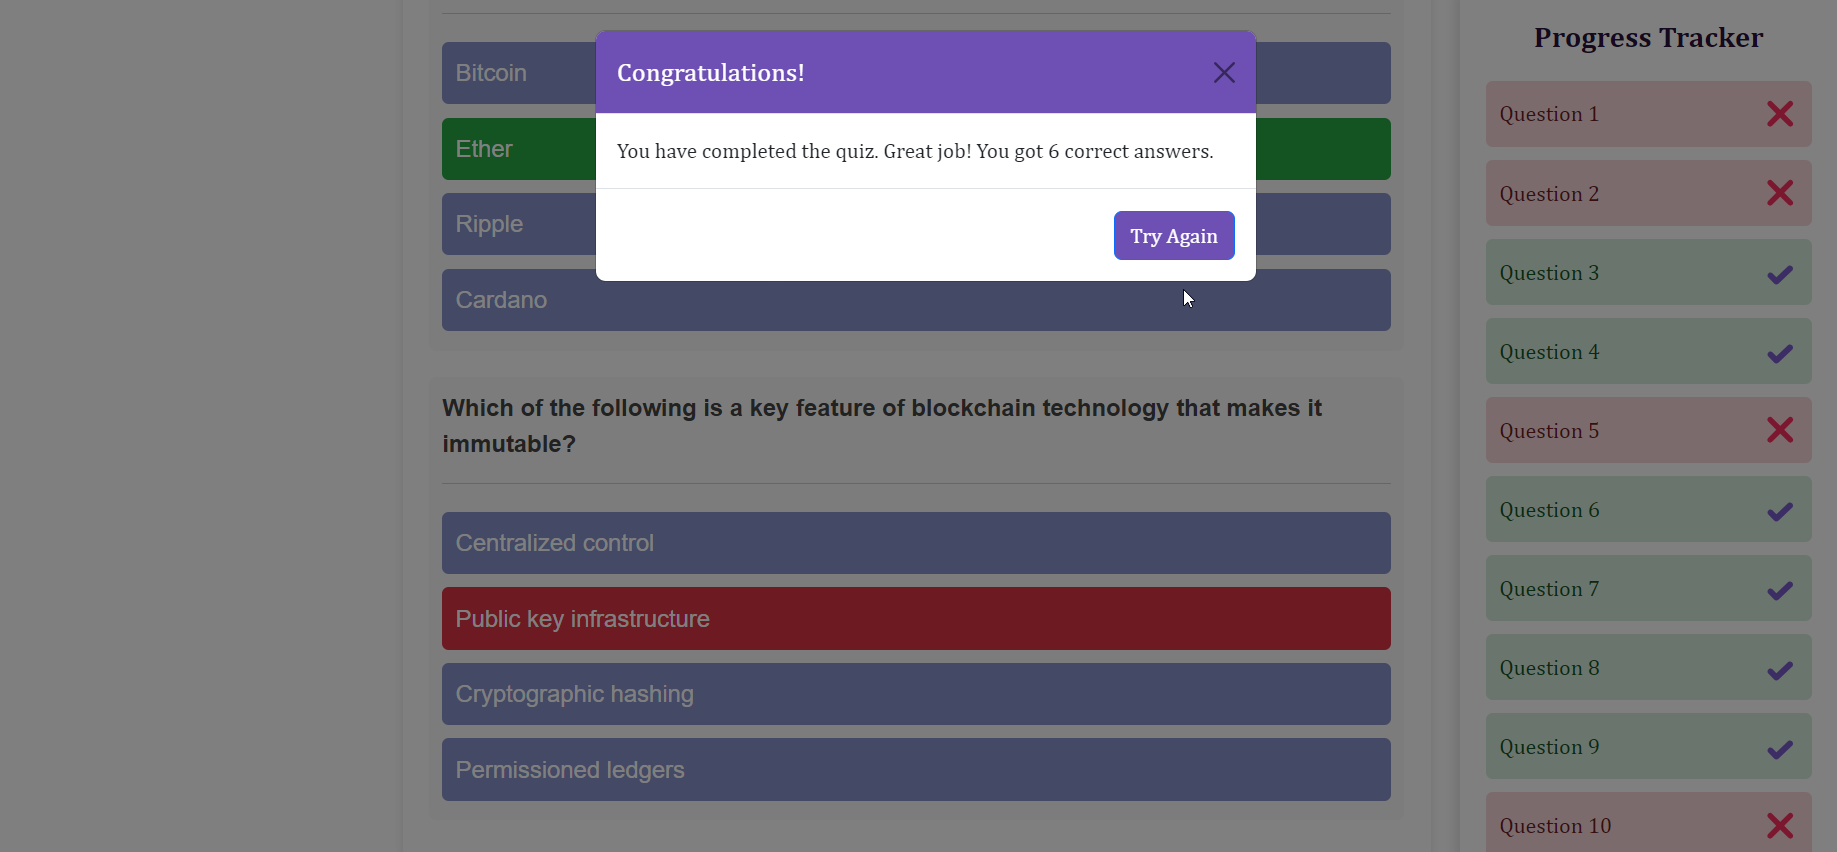 Congratulations!
You have completed the quiz. Great job! You got 6 correct answers.
Try Again
Bitcoin
Ether
Ripple
Cardano
Which of the following is a key feature of blockchain technology that makes it
immutable?
Centralized control
Public key infrastructure
Cryptographic hashing
Permissioned ledgers
Progress Tracker
Question 1
Question 2
Question 3
Question 4
Question 5
Question 6
Question 7
Question 8
Question 9
Question 10